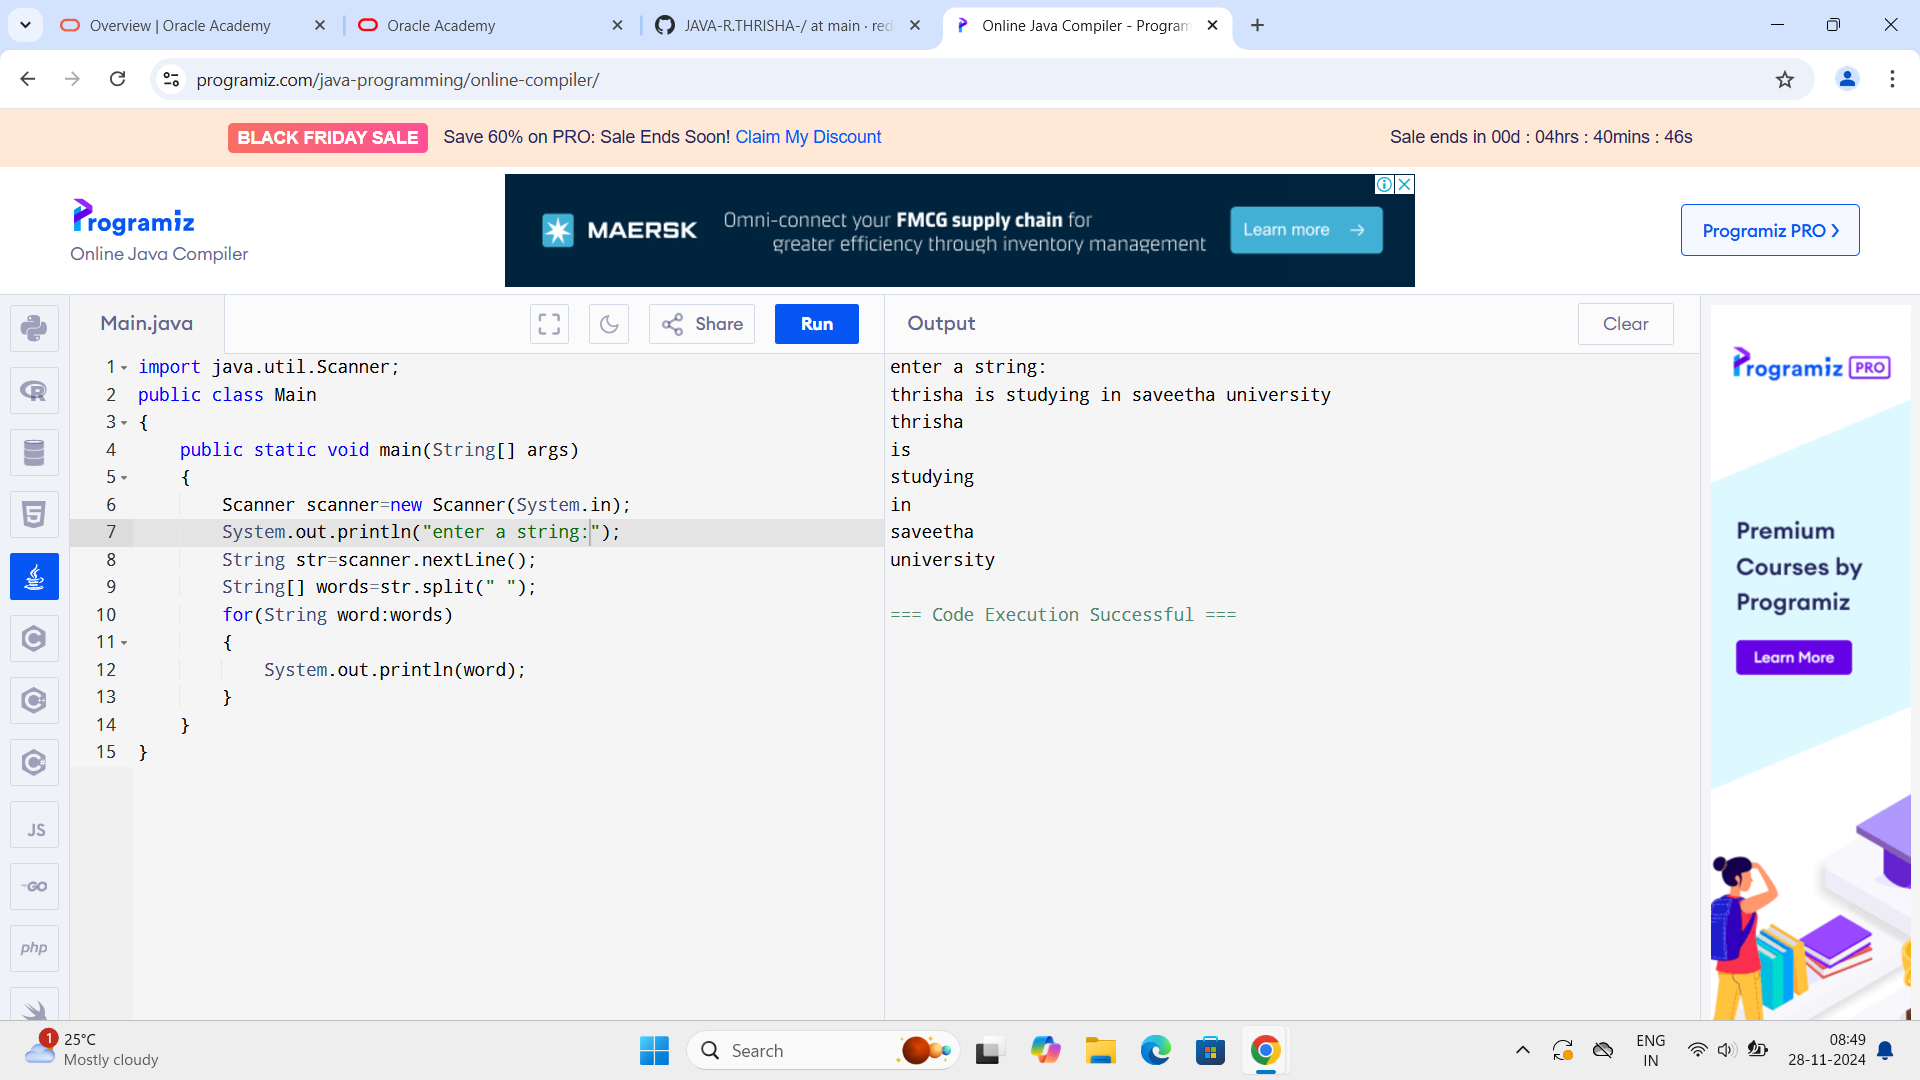 Overview | Oracle Academy
Oracle Academy
JAVA-R.THRISHA-/ at main · red
Online Java Compiler - Program
programiz.com/java-programming/online-compiler/
BLACK FRIDAY SALE Save 60% on PRO: Sale Ends Soon! Claim My Discount
Sale ends in 00d : 04hrs : 40mins : 46s
Programiz
Online Java Compiler
MAERSK
Omni-connect your FMCG supply chain for
greater efficiency through inventory management
Learn more →
Programiz PRO ❯
Main.java
Share
Run
Output
Clear
1 import java.util.Scanner;
2 public class Main
3 {
4     public static void main(String[] args)
5     {
6         Scanner scanner=new Scanner(System.in);
7         System.out.println("enter a string:");
8         String str=scanner.nextLine();
9         String[] words=str.split(" ");
10         for(String word:words)
11         {
12             System.out.println(word);
13         }
14     }
15 }
enter a string:
thrisha is studying in saveetha university
thrisha
is
studying
in
saveetha
university
=== Code Execution Successful ===
Programiz PRO
Premium
Courses by
Programiz
Learn More
R
5
C
C
C
JS
GO
php
1
25°C
Mostly cloudy
Search
ENG
IN
08:49
28-11-2024